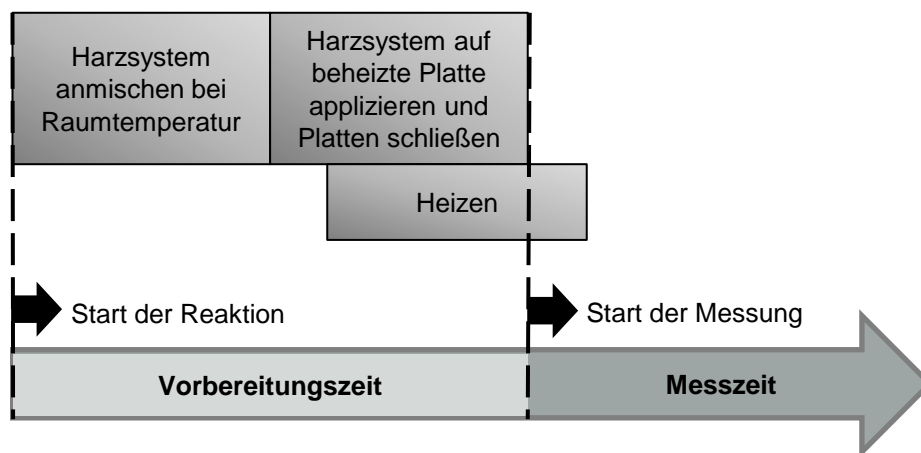 Harzsystem
anmischen bei
Raumtemperatur
Harzsystem auf
beheizte Platte
applizieren und
Platten schließen
Heizen
Start der Reaktion
Start der Messung
Vorbereitungszeit
Messzeit